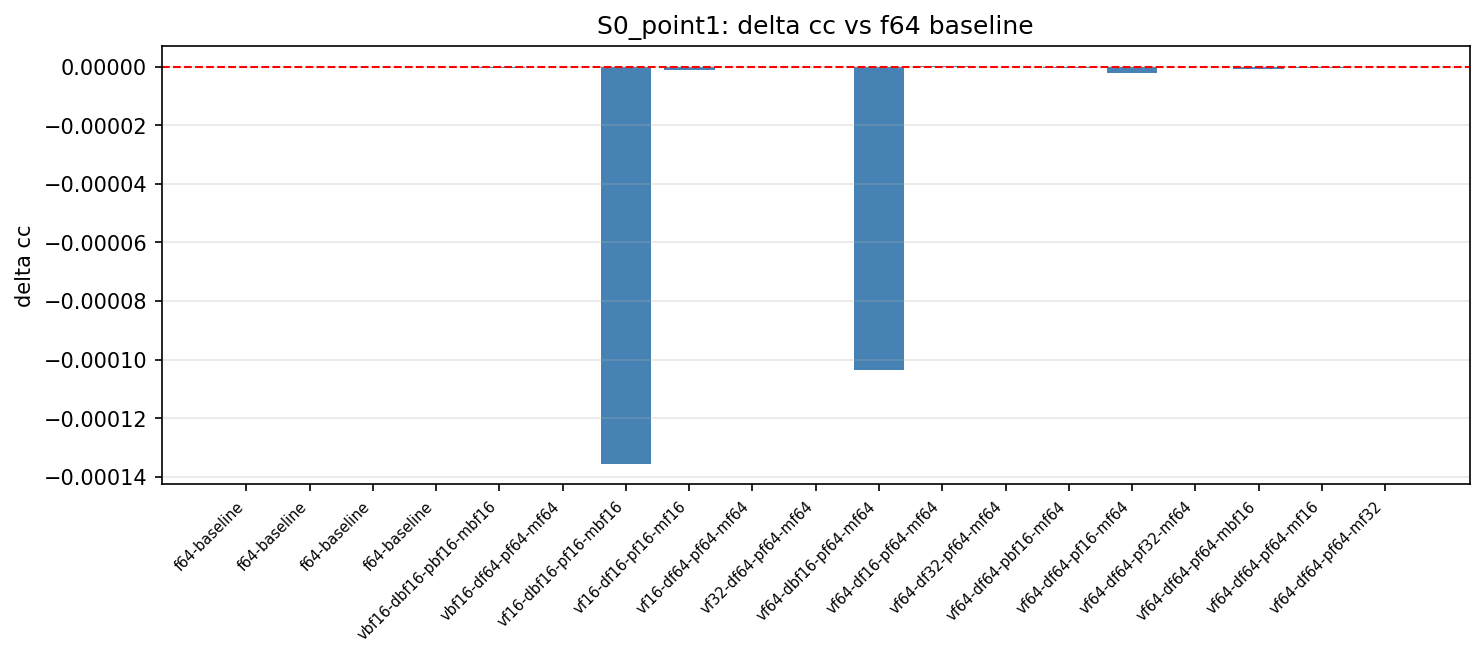 S0_point1: delta cc vs f64 baseline
delta cc
0.00000
−0.00002
−0.00004
−0.00006
−0.00008
−0.00010
−0.00012
−0.00014
f64-baseline
f64-baseline
f64-baseline
f64-baseline
vbf16-dbf16-pbf16-mbf16
vbf16-df64-pf64-mf64
vf16-dbf16-pf16-mbf16
vf16-df16-pf16-mf16
vf16-df64-pf64-mf64
vf32-df64-pf64-mf64
vf64-dbf16-pf64-mf64
vf64-df16-pf64-mf64
vf64-df32-pf64-mf64
vf64-df64-pbf16-mf64
vf64-df64-pf16-mf64
vf64-df64-pf32-mf64
vf64-df64-pf64-mbf16
vf64-df64-pf64-mf16
vf64-df64-pf64-mf32